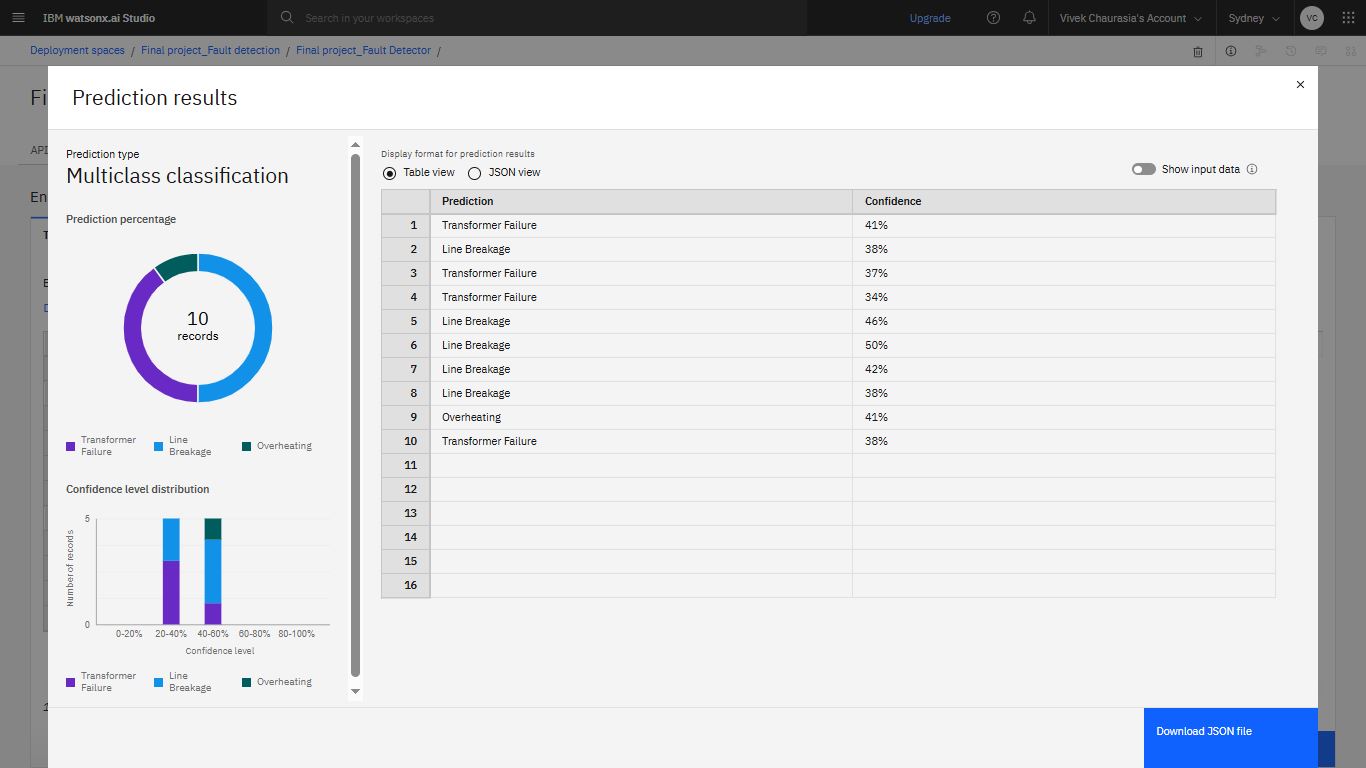 IBM watsonx.ai Studio
Search in your workspaces
Upgrade
Vivek Chaurasia's Account
Sydney
VC
Deployment spaces / Final project_Fault detection / Final project_Fault Detector /
Fi
API
En
Prediction results
Prediction type
Multiclass classification
Prediction percentage
10
records
Transformer Failure
Line Breakage
Overheating
Confidence level distribution
Number of records
5
0
0-20% 20-40% 40-60% 60-80% 80-100%
Confidence level
Transformer Failure
Line Breakage
Overheating
Display format for prediction results
Table view JSON view
Show input data
Prediction Confidence
1 Transformer Failure 41%
2 Line Breakage 38%
3 Transformer Failure 37%
4 Transformer Failure 34%
5 Line Breakage 46%
6 Line Breakage 50%
7 Line Breakage 42%
8 Line Breakage 38%
9 Overheating 41%
10 Transformer Failure 38%
11
12
13
14
15
16
Download JSON file